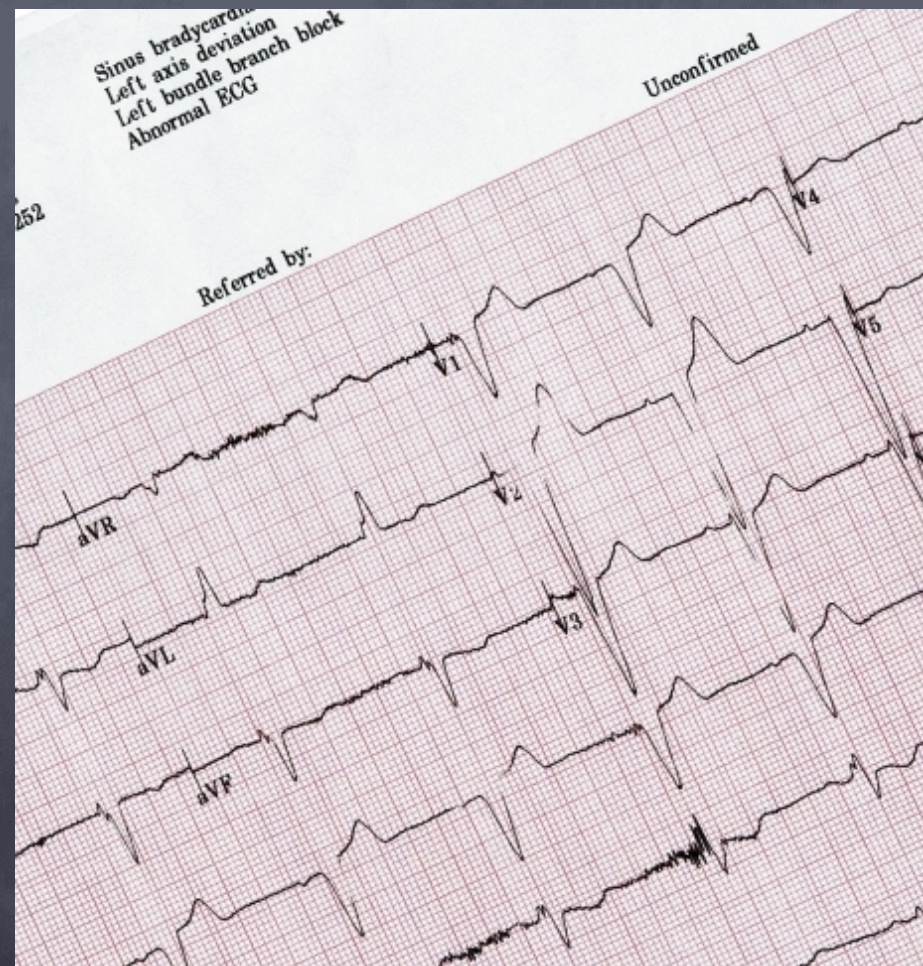 Sinus
Left axis deviation
Left bundle branch block
Abnormal ECG
Unconfirmed
252
Referred by:
V4
V1
V5
aVR
V2
aVL
V3
aVF